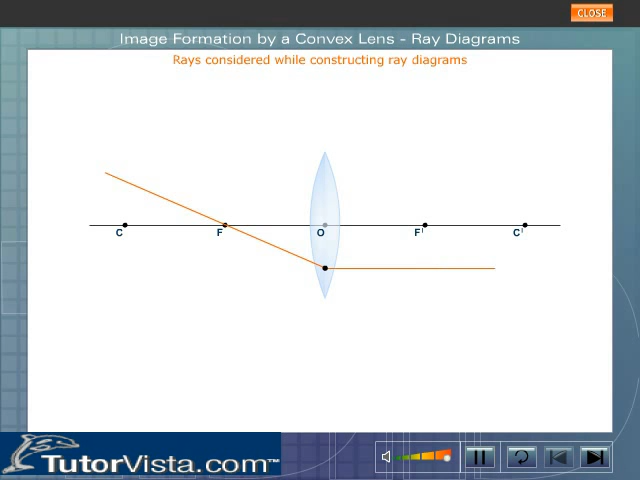 CLOSE
Image Formation by a Convex Lens - Ray Diagrams
Rays considered while constructing ray diagrams
C F O F' C'
TutorVista.com™